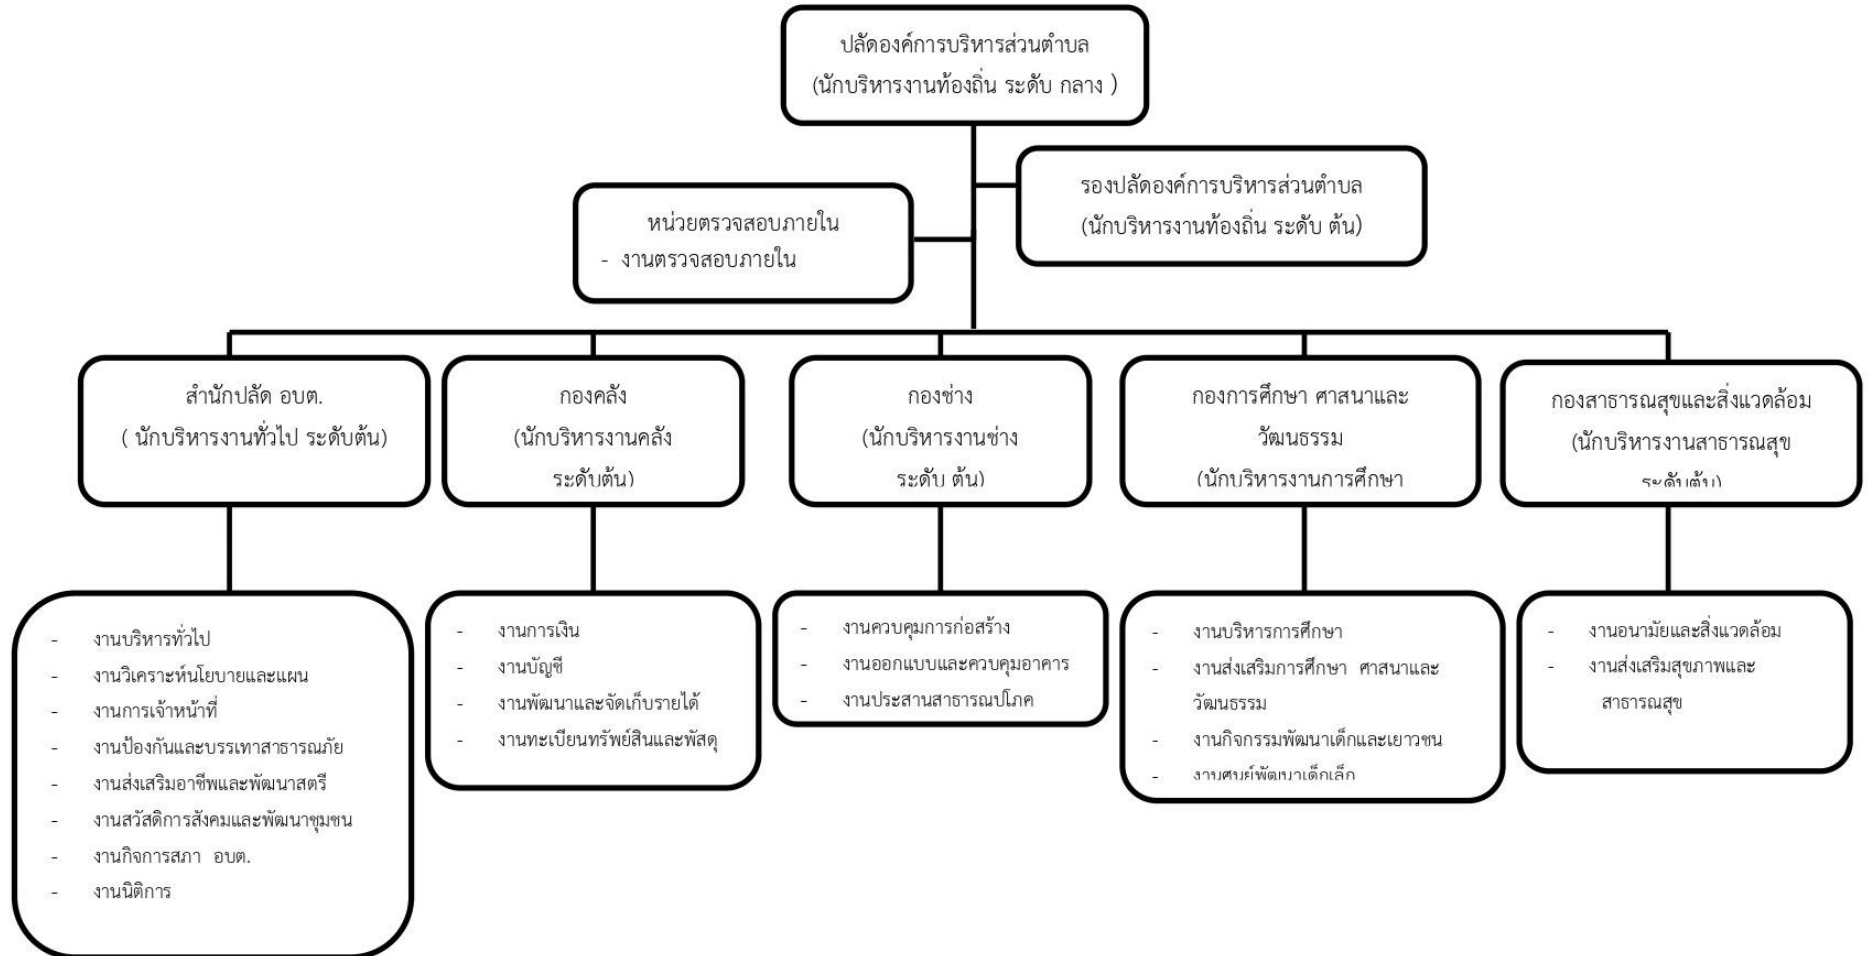 ปลัดองค์การบริหารส่วนตำบล
(นักบริหารงานท้องถิ่น ระดับ กลาง )
รองปลัดองค์การบริหารส่วนตำบล
(นักบริหารงานท้องถิ่น ระดับ ต้น)
หน่วยตรวจสอบภายใน
- งานตรวจสอบภายใน
สำนักปลัด อบต.
( นักบริหารงานทั่วไป ระดับต้น)
กองคลัง
(นักบริหารงานคลัง
ระดับต้น)
กองช่าง
(นักบริหารงานช่าง
ระดับ ต้น)
กองการศึกษา ศาสนาและ
วัฒนธรรม
(นักบริหารงานการศึกษา
กองสาธารณสุขและสิ่งแวดล้อม
(นักบริหารงานสาธารณสุข
ระดับต้น)
- งานบริหารทั่วไป
- งานวิเคราะห์นโยบายและแผน
- งานการเจ้าหน้าที่
- งานป้องกันและบรรเทาสาธารณภัย
- งานส่งเสริมอาชีพและพัฒนาสตรี
- งานสวัสดิการสังคมและพัฒนาชุมชน
- งานกิจการสภา อบต.
- งานนิติการ
- งานการเงิน
- งานบัญชี
- งานพัฒนาและจัดเก็บรายได้
- งานทะเบียนทรัพย์สินและพัสดุ
- งานควบคุมการก่อสร้าง
- งานออกแบบและควบคุมอาคาร
- งานประสานสาธารณปโภค
- งานบริหารการศึกษา
- งานส่งเสริมการศึกษา ศาสนาและ
วัฒนธรรม
- งานกิจกรรมพัฒนาเด็กและเยาวชน
- งานศูนย์พัฒนาเด็กเล็ก
- งานอนามัยและสิ่งแวดล้อม
- งานส่งเสริมสุขภาพและ
สาธารณสุข